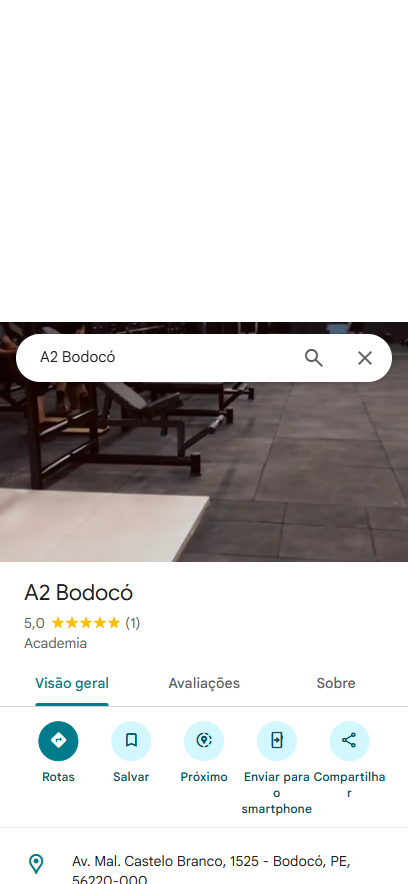 A2 Bodocó
A2 Bodocó
5,0 (1)
Academia
Visão geral Avaliações Sobre
Rotas Salvar Próximo Enviar para o smartphone Compartilhar
Av. Mal. Castelo Branco, 1525 - Bodocó, PE,
56220-000